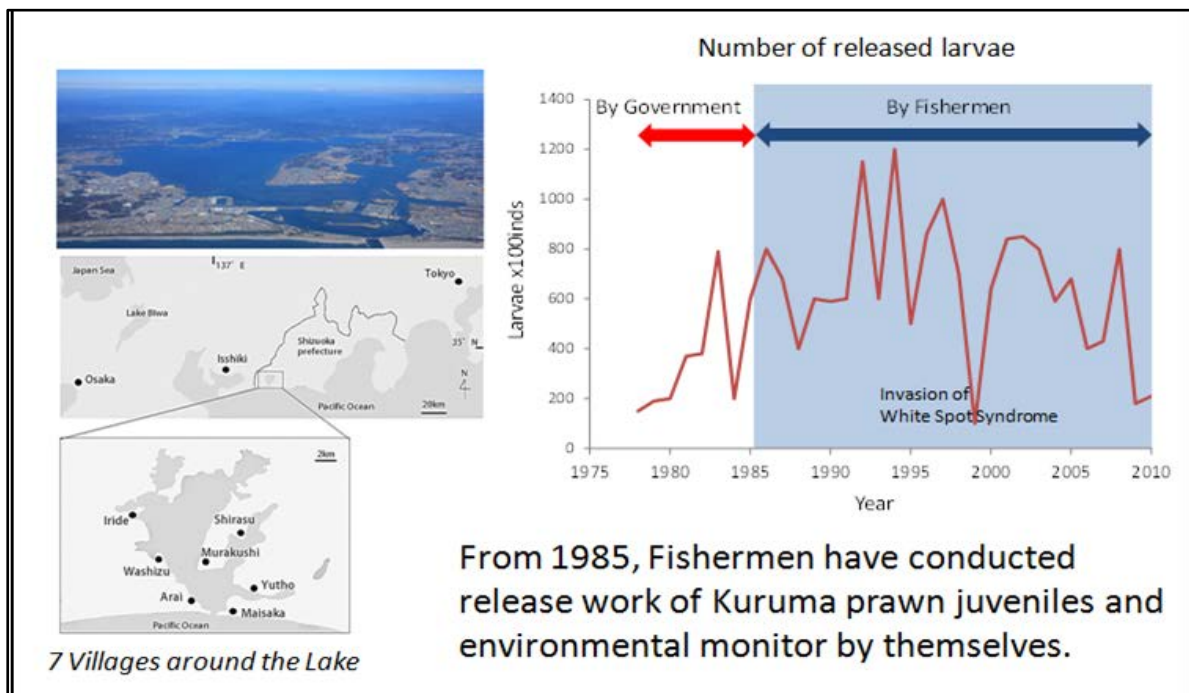 Number of released larvae
1400
1200
1000
800
600
400
200
0
Larvae x100inds
By Government
By Fishermen
Invasion of
White Spot Syndrome
1975 1980 1985 1990 1995 2000 2005 2010
Year
Japan Sea
137° E
Tokyo
Lake Biwa
Shizuoka
prefecture
35° N
Isshiki
Osaka
N
Pacific Ocean
20km
2km
Iride
Shirasu
Murakushi
Washizu
Yutho
Arai
Maisaka
Pacific Ocean
7 Villages around the Lake
From 1985, Fishermen have conducted
release work of Kuruma prawn juveniles and
environmental monitor by themselves.